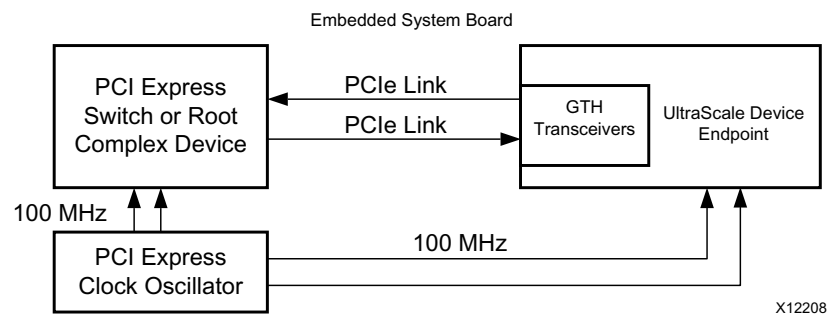 Embedded System Board
PCI Express
Switch or Root
Complex Device
PCIe Link
PCIe Link
GTH
Transceivers
UltraScale Device
Endpoint
100 MHz
PCI Express
Clock Oscillator
100 MHz
X12208